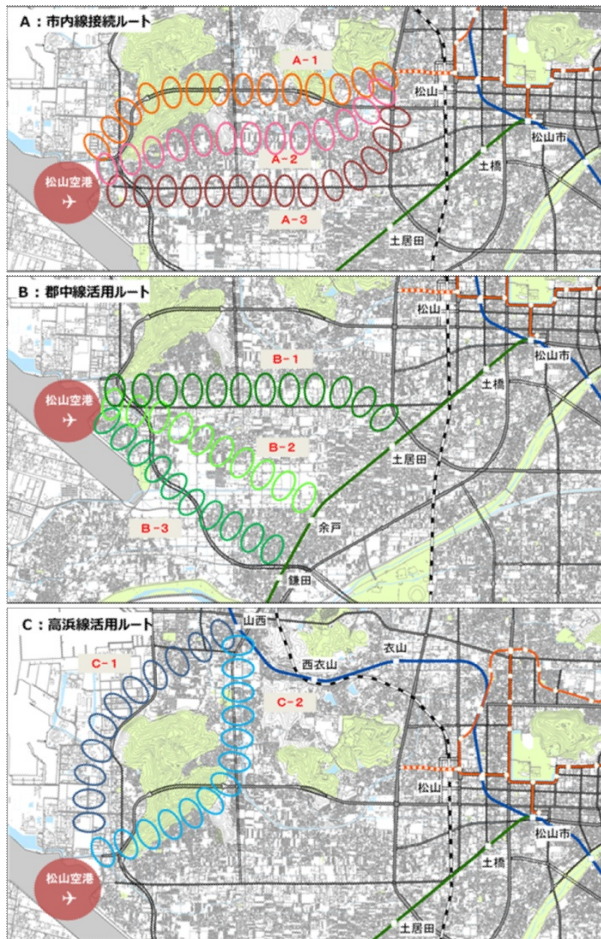 A：市内線接続ルート
A-1
松山
A-2
松山市
松山空港
土橋
A-3
土居田
B：郡中線活用ルート
松山
松山市
B-1
土橋
松山空港
B-2
土居田
B-3
余戸
鎌田
C：高浜線活用ルート
山西
衣山
C-1
西衣山
C-2
松山
松山市
土橋
松山空港
土居田